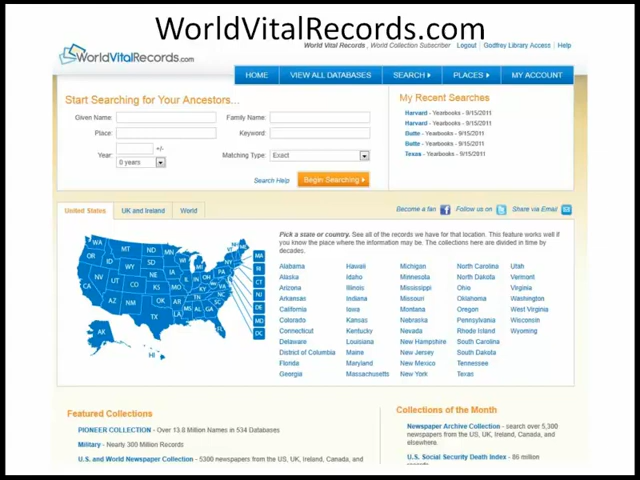 WorldVitalRecords.com
World Vital Records, World Collection Subscriber Logout Godfrey Library Access Help
WorldVitalRecords.com
HOME VIEW ALL DATABASES SEARCH PLACES MY ACCOUNT
Start Searching for Your Ancestors...
Given Name: Family Name:
Place: Keyword:
Year: +/-
0 years Matching Type: Exact
Search Help Begin Searching
My Recent Searches
Harvard - Yearbooks - 9/15/2011
Harvard - Yearbooks - 9/15/2011
Butte - Yearbooks - 9/15/2011
Butte - Yearbooks - 9/15/2011
Texas - Yearbooks - 9/15/2011
United States UK and Ireland World
Become a fan Follow us on Share via Email
WA MT ND MN OR ID WY SD NE IA NV UT CO KS MO CA AZ NM OK AR TX LA AK HI
MA
RI
CT
NJ
DE
MD
DC
Pick a state or country. See all of the records we have for that location. This feature works well if
you know the place where the information may be. The collections here are divided in time by
decades.
Alabama Hawaii Michigan North Carolina Utah
Alaska Idaho Minnesota North Dakota Vermont
Arizona Illinois Mississippi Ohio Virginia
Arkansas Indiana Missouri Oklahoma Washington
California Iowa Montana Oregon West Virginia
Colorado Kansas Nebraska Pennsylvania Wisconsin
Connecticut Kentucky Nevada Rhode Island Wyoming
Delaware Louisiana New Hampshire South Carolina
District of Columbia Maine New Jersey South Dakota
Florida Maryland New Mexico Tennessee
Georgia Massachusetts New York Texas
Featured Collections
PIONEER COLLECTION - Over 13.8 Million Names in 534 Databases
Military - Nearly 300 Million Records
U.S. and World Newspaper Collection - 5300 newspapers from the US, UK, Ireland, Canada, and
Collections of the Month
Newspaper Archive Collection - search over 5,300
newspapers from the US, UK, Ireland, Canada, and
elsewhere.
U.S. Social Security Death Index - 86 million
records